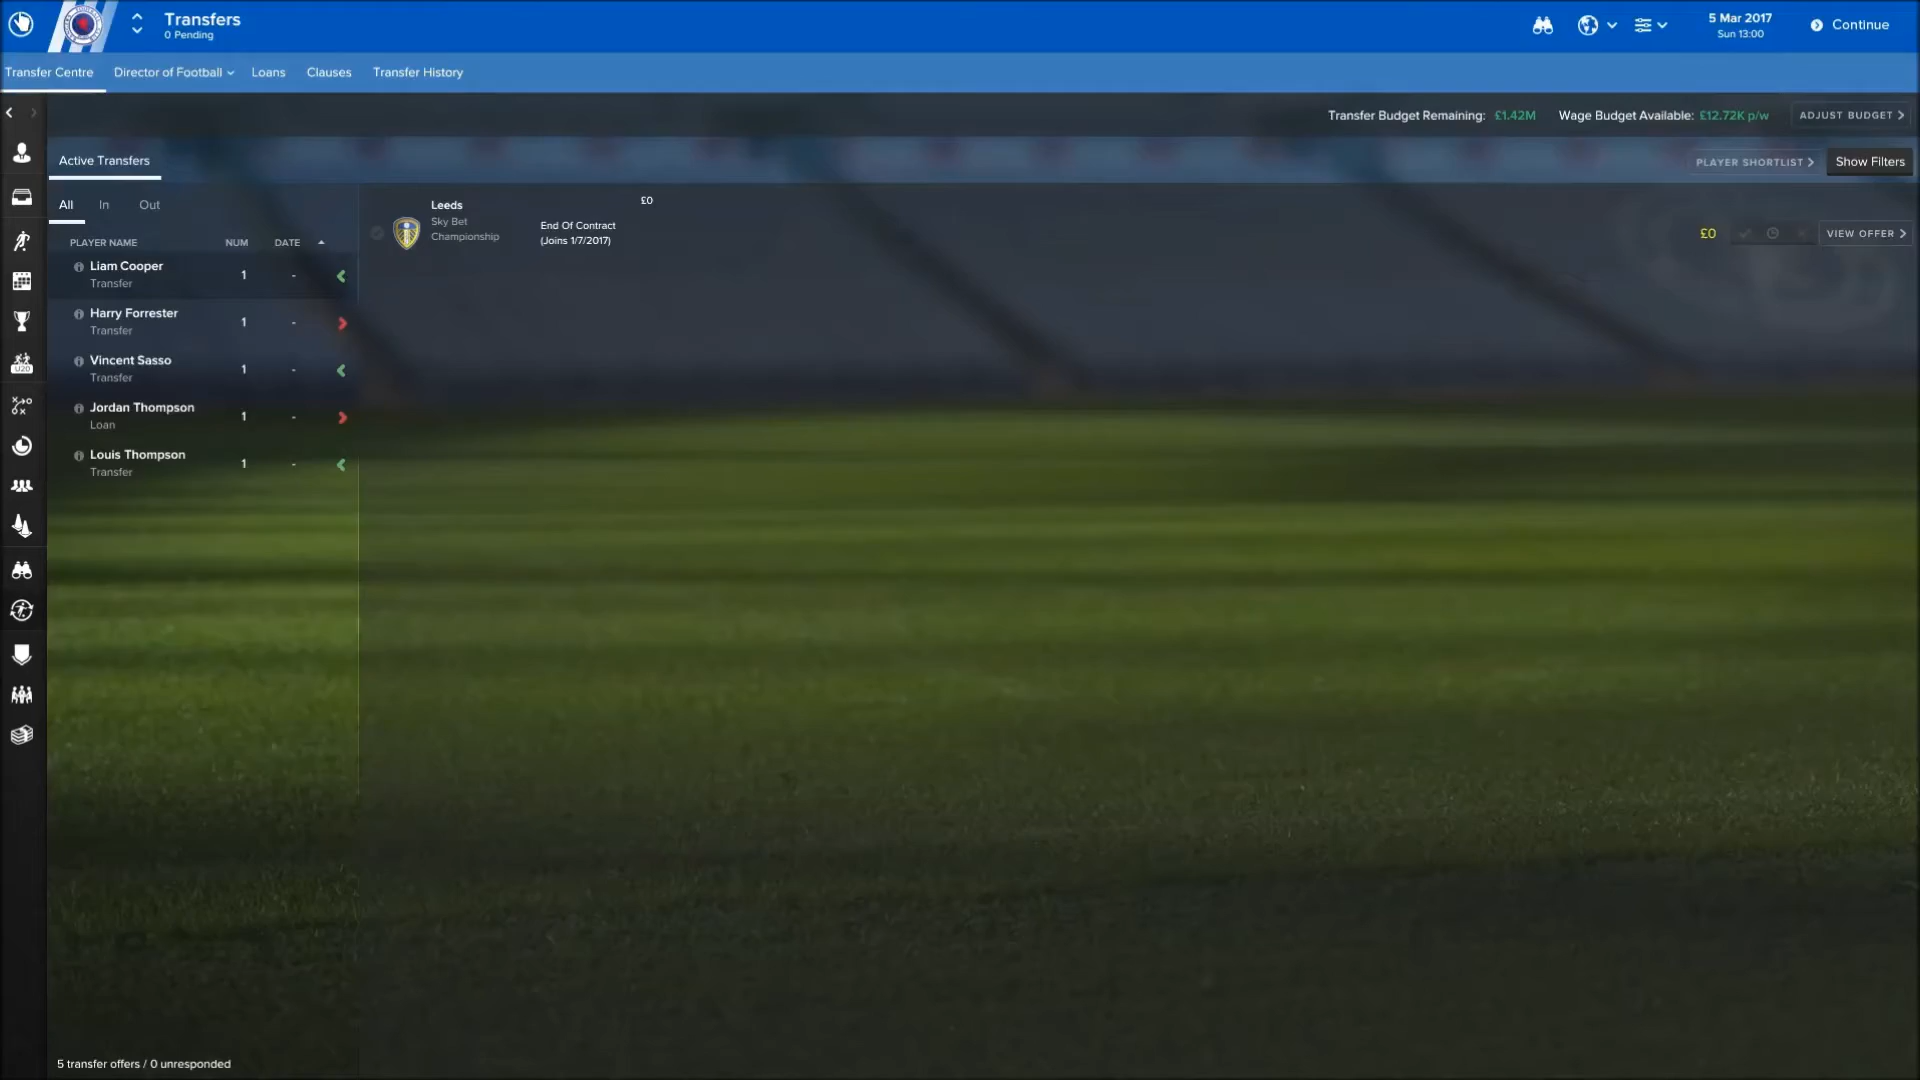 Transfers
0 Pending
5 Mar 2017
Sun 13:00
Continue
Transfer Centre
Director of Football
Loans
Clauses
Transfer History
Transfer Budget Remaining: £1.42M
Wage Budget Available: £12.72K p/w
ADJUST BUDGET
Active Transfers
PLAYER SHORTLIST
Show Filters
All
In
Out
PLAYER NAME
NUM
DATE
Liam Cooper
1
-
Transfer
Harry Forrester
1
-
Transfer
Vincent Sasso
1
-
Transfer
Jordan Thompson
1
-
Loan
Louis Thompson
1
-
Transfer
Leeds
Sky Bet
Championship
End Of Contract
(Joins 1/7/2017)
£0
£0
VIEW OFFER
U20
5 transfer offers / 0 unresponded